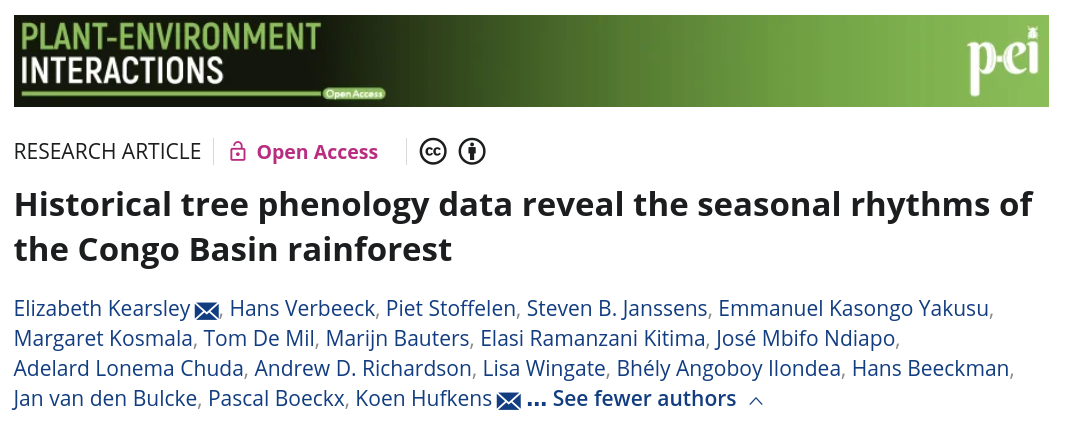 PLANT-ENVIRONMENT
INTERACTIONS
Open Access
p·ei
RESEARCH ARTICLE Open Access cc
Historical tree phenology data reveal the seasonal rhythms of
the Congo Basin rainforest
Elizabeth Kearsley, Hans Verbeeck, Piet Stoffelen, Steven B. Janssens, Emmanuel Kasongo Yakusu,
Margaret Kosmala, Tom De Mil, Marijn Bauters, Elasi Ramanzani Kitima, José Mbifo Ndiapo,
Adelard Lonema Chuda, Andrew D. Richardson, Lisa Wingate, Bhély Angoboy Ilondea, Hans Beeckman,
Jan van den Bulcke, Pascal Boeckx, Koen Hufkens ... See fewer authors